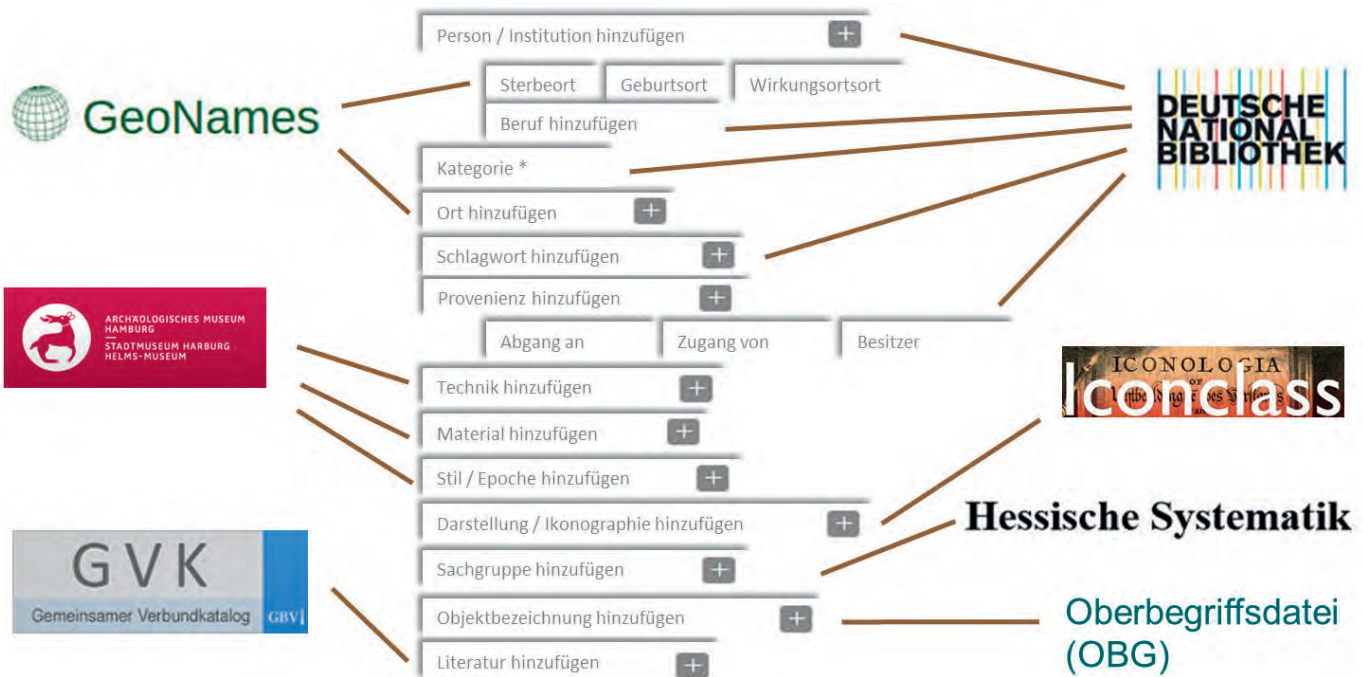 Person / Institution hinzufügen
Sterbeort
Geburtsort
Wirkungsortsort
Beruf hinzufügen
Kategorie *
Ort hinzufügen
Schlagwort hinzufügen
Provenienz hinzufügen
Abgang an
Zugang von
Besitzer
Technik hinzufügen
Material hinzufügen
Stil / Epoche hinzufügen
Darstellung / Ikonographie hinzufügen
Sachgruppe hinzufügen
Objektbezeichnung hinzufügen
Literatur hinzufügen
GeoNames
ARCHÄOLOGISCHES MUSEUM
HAMBURG
STADTMUSEUM HARBURG
HELMS-MUSEUM
GVK
Gemeinsamer Verbundkatalog
GBV
DEUTSCHE
NATIONAL
BIBLIOTHEK
ICONOLOGIA
Iconclass
Hessische Systematik
Oberbegriffsdatei
(OBG)